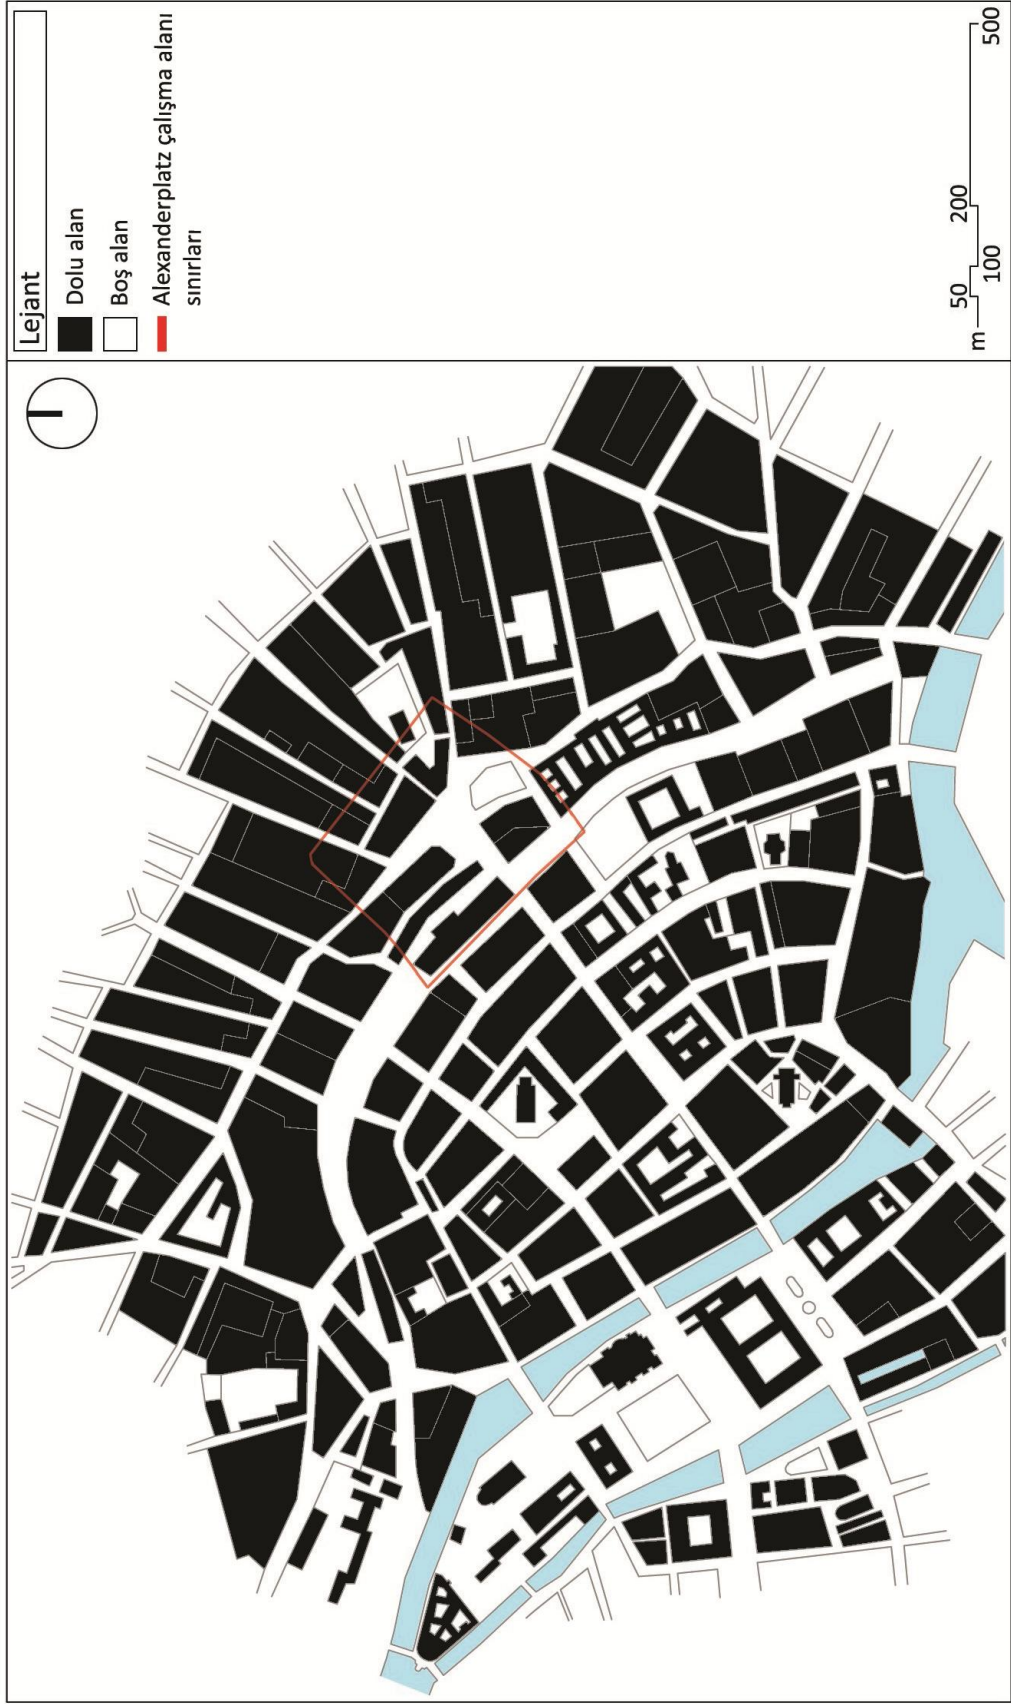 Lejant
Dolu alan
Boş alan
Alexanderplatz çalışma alanı
sınırları
m 50 100 200 500